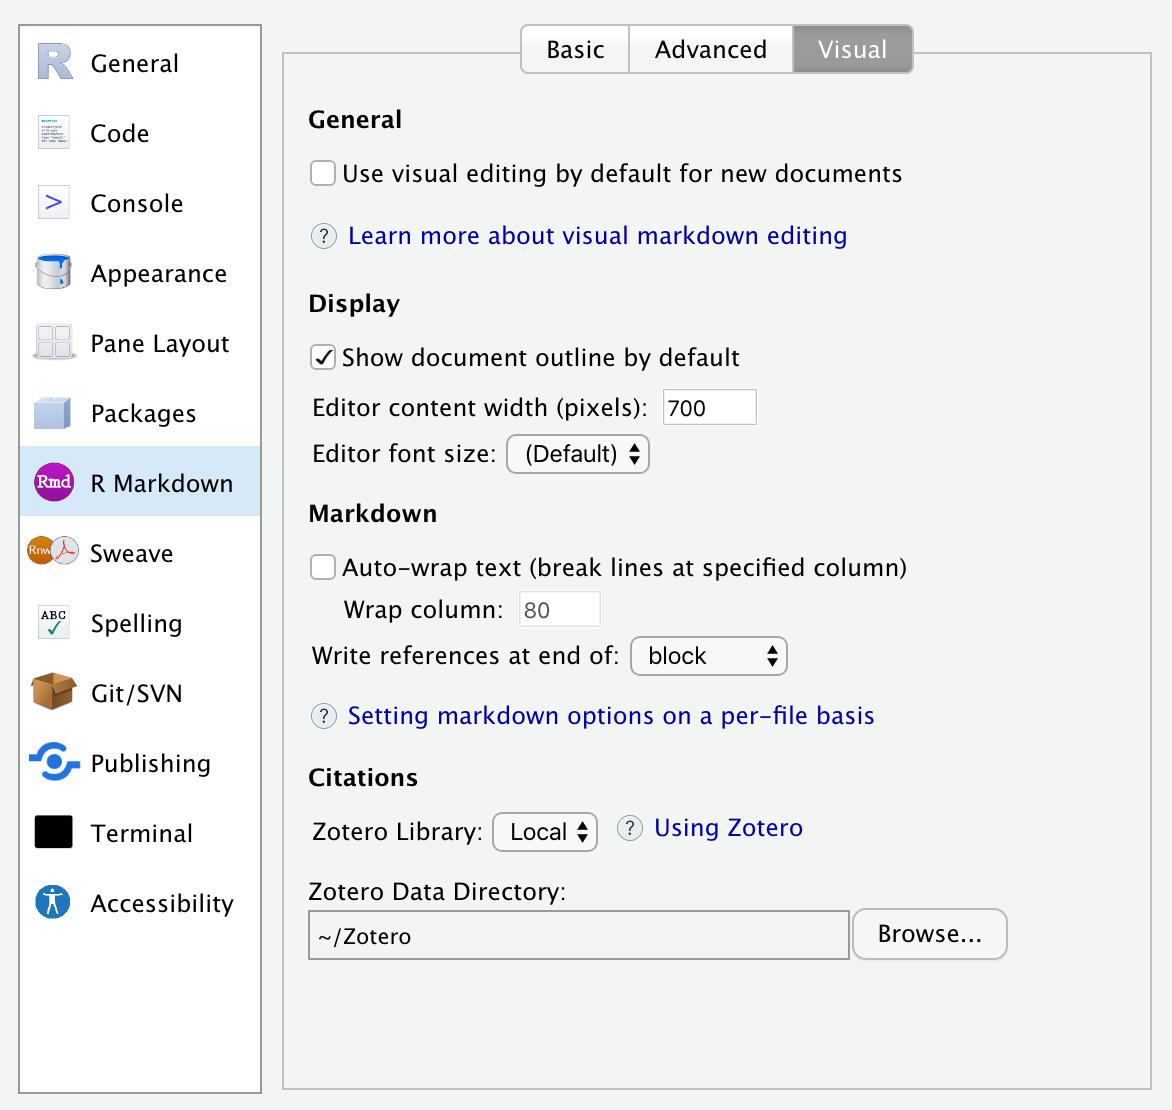 Basic Advanced Visual
General
Code
Console
>
Appearance
Pane Layout
Packages
Rmd R Markdown
Rnw Sweave
ABC Spelling
Git/SVN
Publishing
Terminal
Accessibility
General
Use visual editing by default for new documents
? Learn more about visual markdown editing
Display
Show document outline by default
Editor content width (pixels): 700
Editor font size: (Default)
Markdown
Auto-wrap text (break lines at specified column)
Wrap column: 80
Write references at end of: block
? Setting markdown options on a per-file basis
Citations
Zotero Library: Local ? Using Zotero
Zotero Data Directory:
~/Zotero Browse...